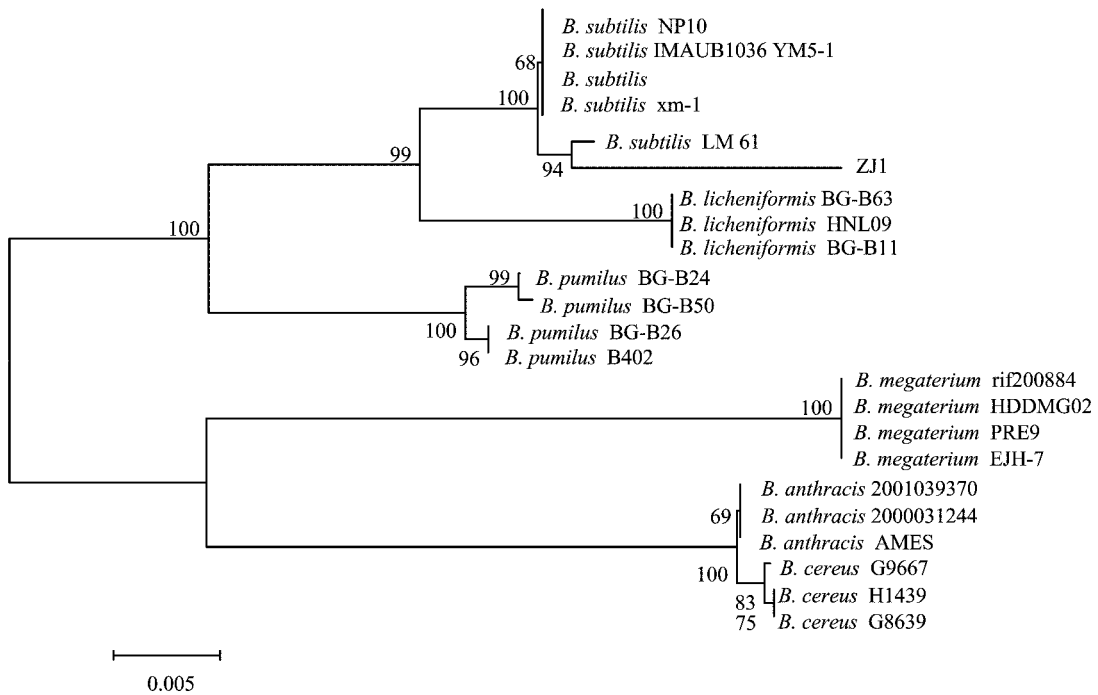 B. subtilis NP10
68 B. subtilis IMAUB1036 YM5-1
B. subtilis
100 B. subtilis xm-1
B. subtilis LM 61
99
94 ZJ1
B. licheniformis BG-B63
100 B. licheniformis HNL09
100
B. licheniformis BG-B11
99 B. pumilus BG-B24
B. pumilus BG-B50
100 B. pumilus BG-B26
96 B. pumilus B402
B. megaterium rif200884
100 B. megaterium HDDMG02
B. megaterium PRE9
B. megaterium EJH-7
B. anthracis 2001039370
69 B. anthracis 2000031244
B. anthracis AMES
100 B. cereus G9667
83 B. cereus H1439
75 B. cereus G8639
0.005